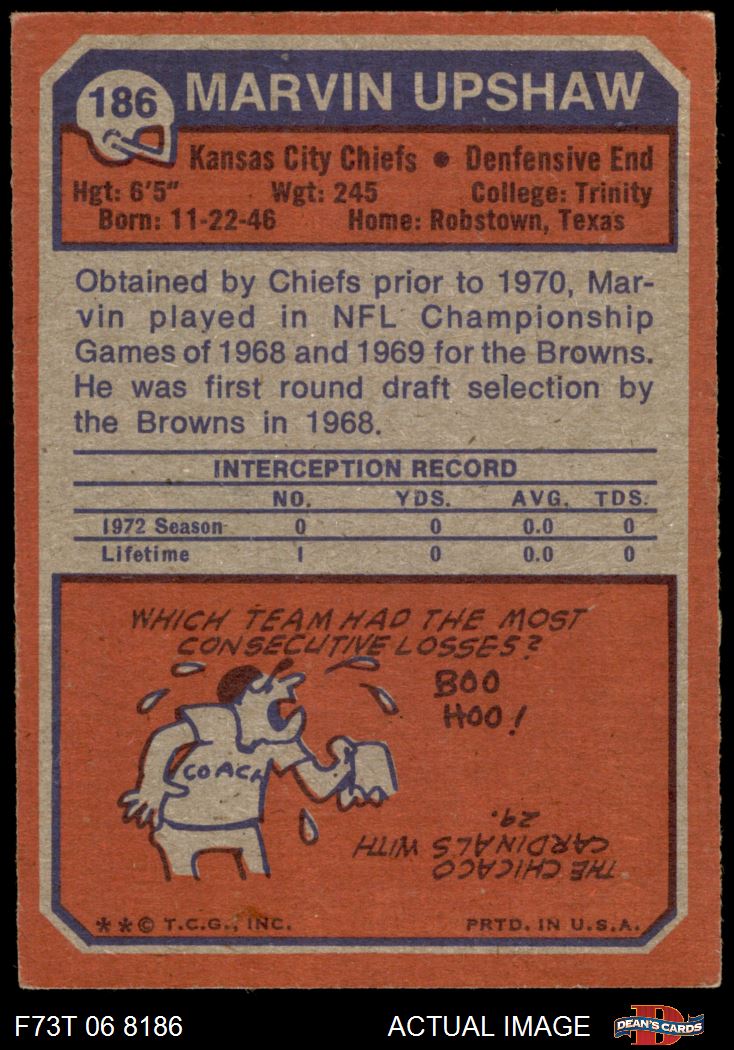 186
MARVIN UPSHAW
Kansas City Chiefs • Denfensive End
Hgt: 6'5" Wgt: 245 College: Trinity
Born: 11-22-46 Home: Robstown, Texas
Obtained by Chiefs prior to 1970, Mar-
vin played in NFL Championship
Games of 1968 and 1969 for the Browns.
He was first round draft selection by
the Browns in 1968.
INTERCEPTION RECORD
NO. YDS. AVG. TDS.
1972 Season 0 0 0.0 0
Lifetime 1 0 0.0 0
WHICH TEAM HAD THE MOST
CONSECUTIVE LOSSES?
BOO
HOO!
COACH
THE CHICAGO
CARDINALS WITH
29.
**© T.C.G., INC. PRTD. IN U.S.A.
F73T 06 8186 ACTUAL IMAGE
D
DEAN'S CARDS